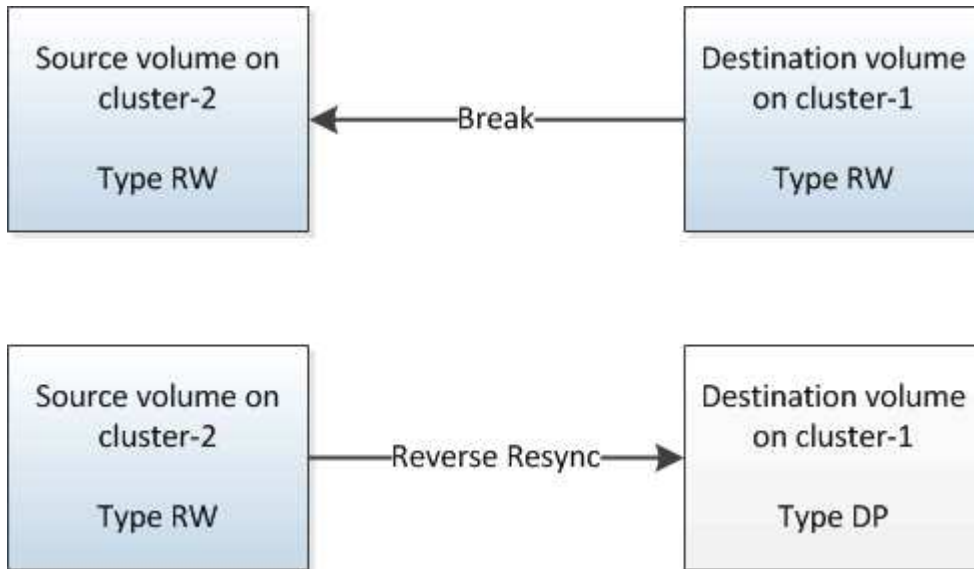 Source volume on
cluster-2
Type RW
Break
Destination volume
on cluster-1
Type RW
Source volume on
cluster-2
Type RW
Reverse Resync
Destination volume
on cluster-1
Type DP